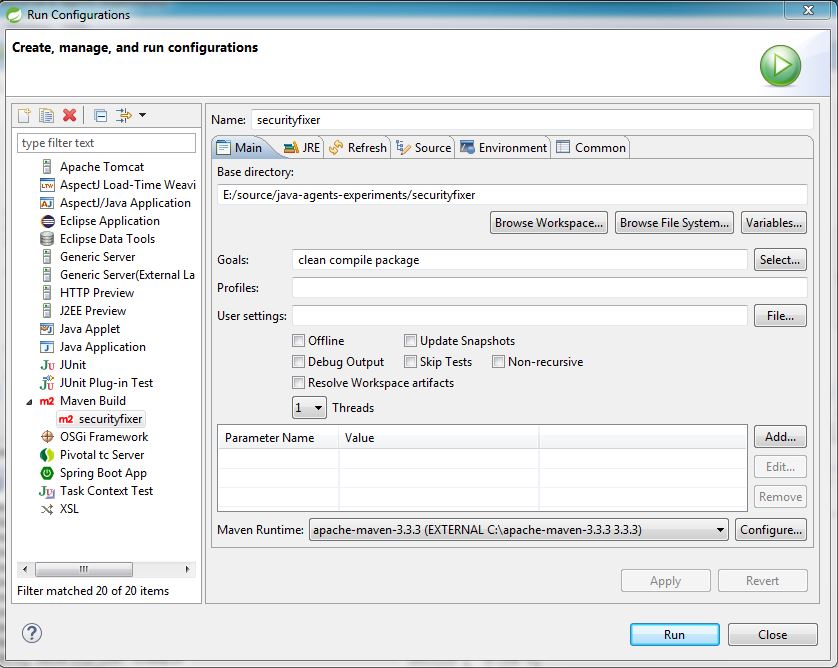 Run Configurations
Create, manage, and run configurations
type filter text
Apache Tomcat
AspectJ Load-Time Weavi
AspectJ/Java Application
Eclipse Application
Eclipse Data Tools
Generic Server
Generic Server(External La
HTTP Preview
J2EE Preview
Java Applet
Java Application
Ju JUnit
JUnit Plug-in Test
m2 Maven Build
m2 securityfixer
OSGi Framework
Pivotal tc Server
Spring Boot App
Task Context Test
XSL
Filter matched 20 of 20 items
Name: securityfixer
Main JRE Refresh Source Environment Common
Base directory:
E:/source/java-agents-experiments/securityfixer
Browse Workspace... Browse File System... Variables...
Goals: clean compile package Select...
Profiles:
User settings: File...
Offline Update Snapshots
Debug Output Skip Tests Non-recursive
Resolve Workspace artifacts
1 Threads
Parameter Name Value
Add...
Edit...
Remove
Maven Runtime: apache-maven-3.3.3 (EXTERNAL C:\apache-maven-3.3.3 3.3.3) Configure...
Apply Revert
? Run Close